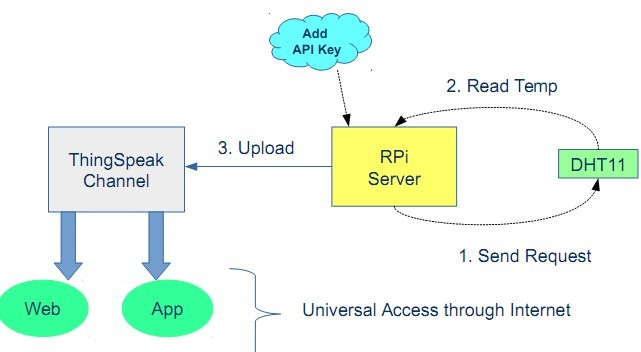 Add
API Key
2. Read Temp
ThingSpeak
Channel
3. Upload
RPi
Server
DHT11
1. Send Request
Web
App
Universal Access through Internet